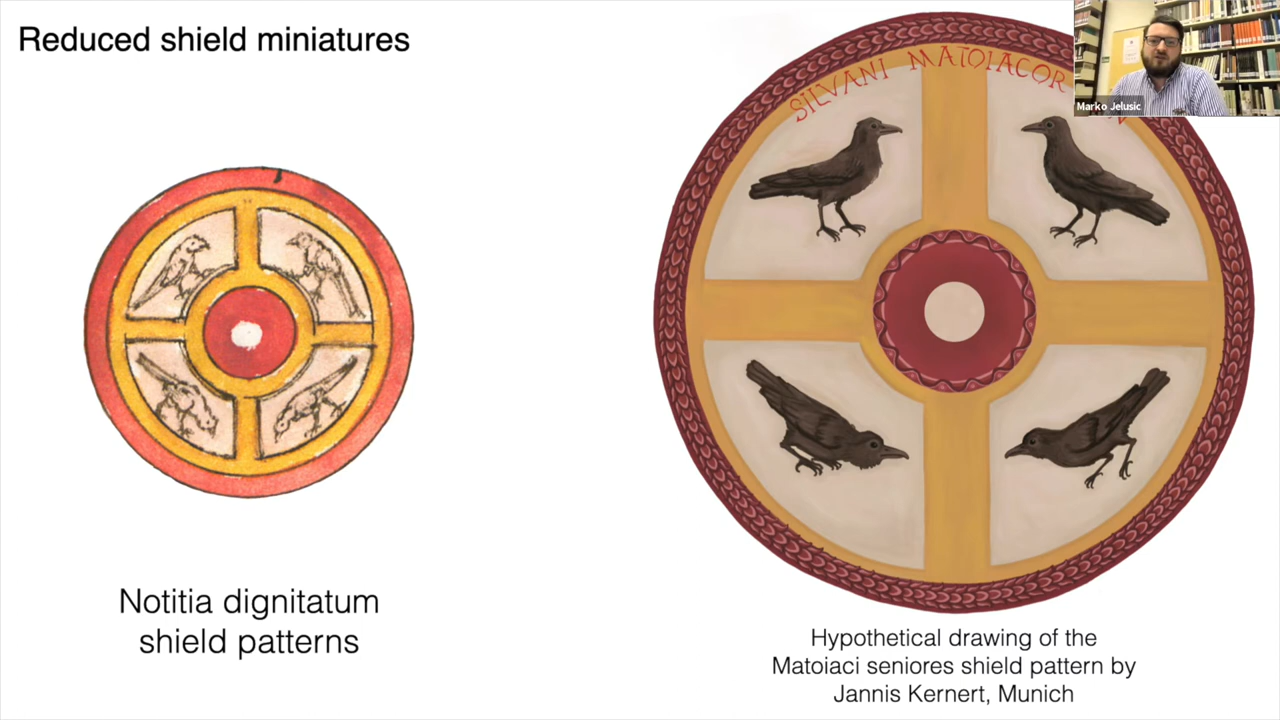 Reduced shield miniatures
Marko Jelusic
SILVANI MATOIACOR
Notitia dignitatum
shield patterns
Hypothetical drawing of the
Matoiaci seniores shield pattern by
Jannis Kernert, Munich